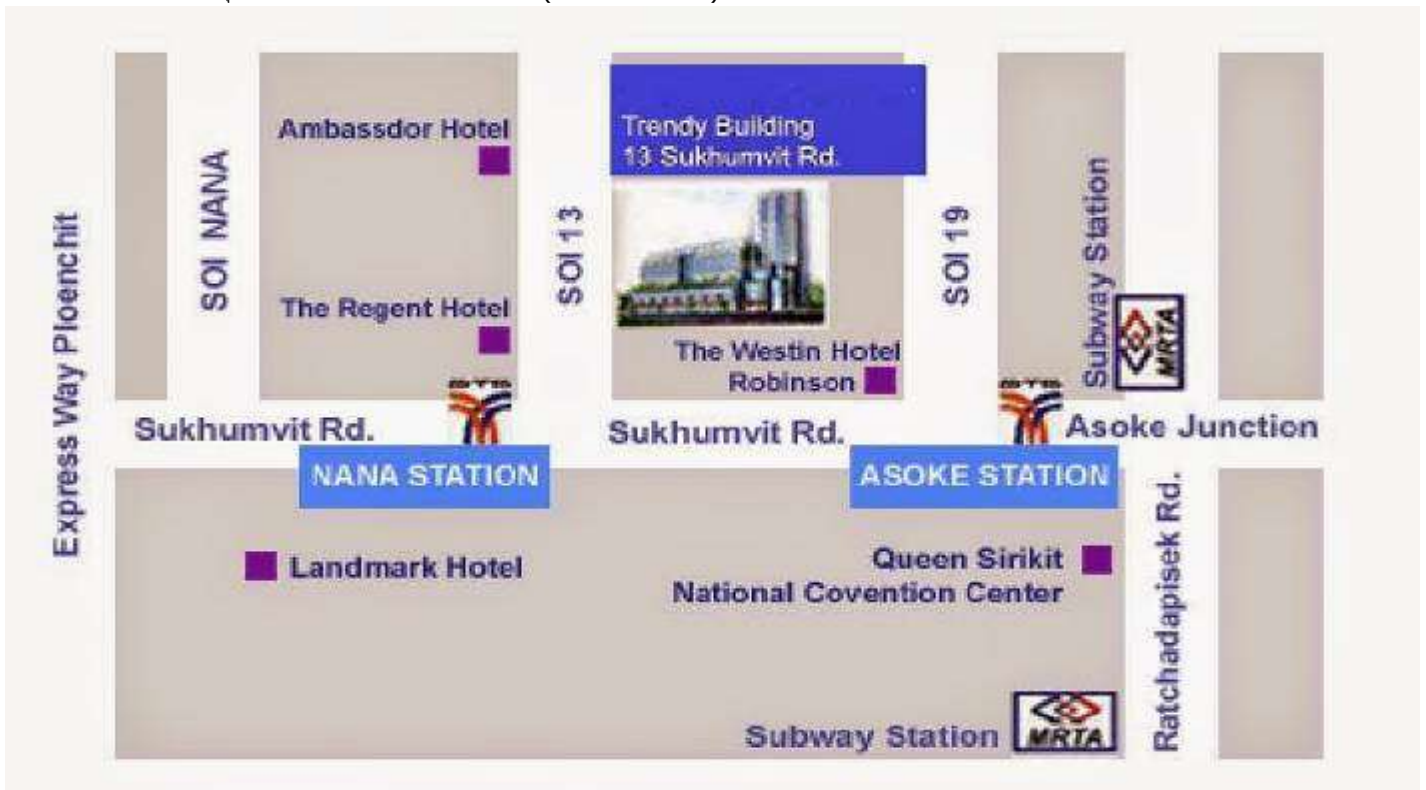 Ambassdor Hotel
Trendy Building
13 Sukhumvit Rd.
SOI NANA
SOI 13
SOI 19
Subway Station
Express Way Ploenchit
The Regent Hotel
The Westin Hotel
Robinson
MRTA
BTS
BTS
Sukhumvit Rd.
Sukhumvit Rd.
Asoke Junction
NANA STATION
ASOKE STATION
Landmark Hotel
Queen Sirikit
National Covention Center
Ratchadapisek Rd.
Subway Station
MRTA